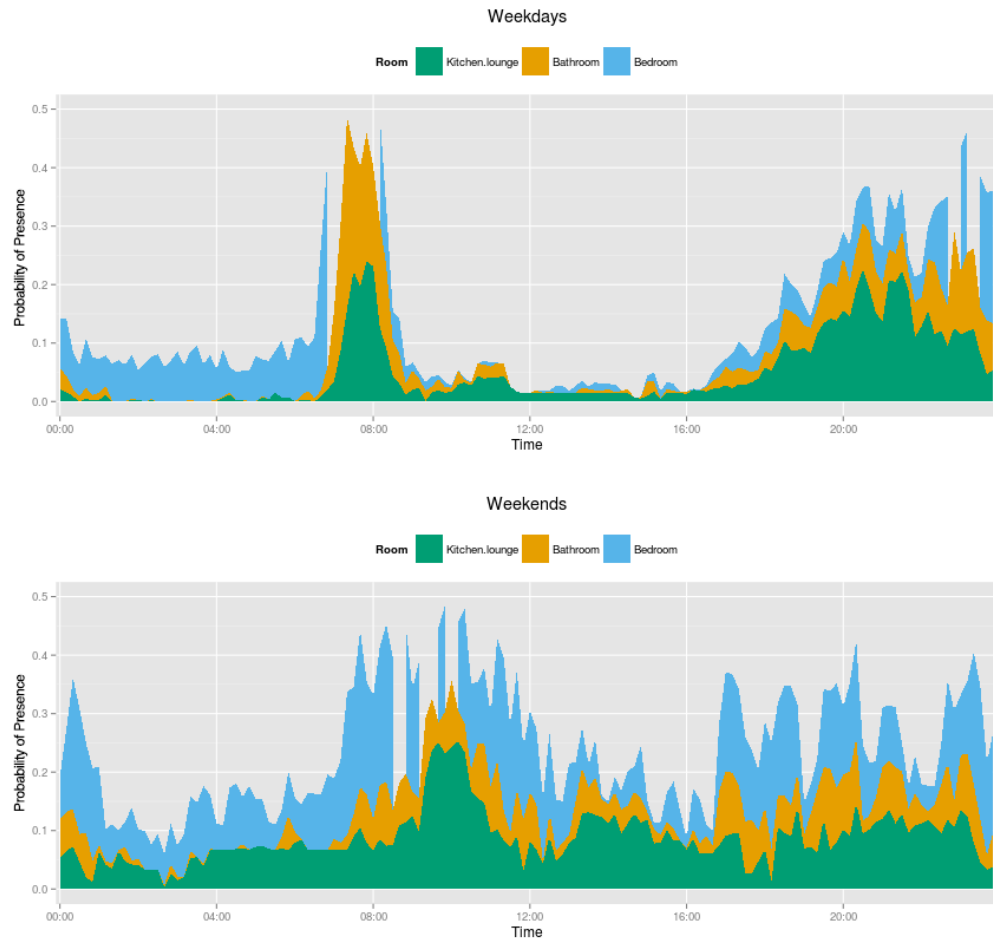 Weekdays
Room Kitchen.lounge Bathroom Bedroom
Probability of Presence
0.5
0.4
0.3
0.2
0.1
0.0
00:00 04:00 08:00 12:00 16:00 20:00
Time
Weekends
Room Kitchen.lounge Bathroom Bedroom
Probability of Presence
0.5
0.4
0.3
0.2
0.1
0.0
00:00 04:00 08:00 12:00 16:00 20:00
Time